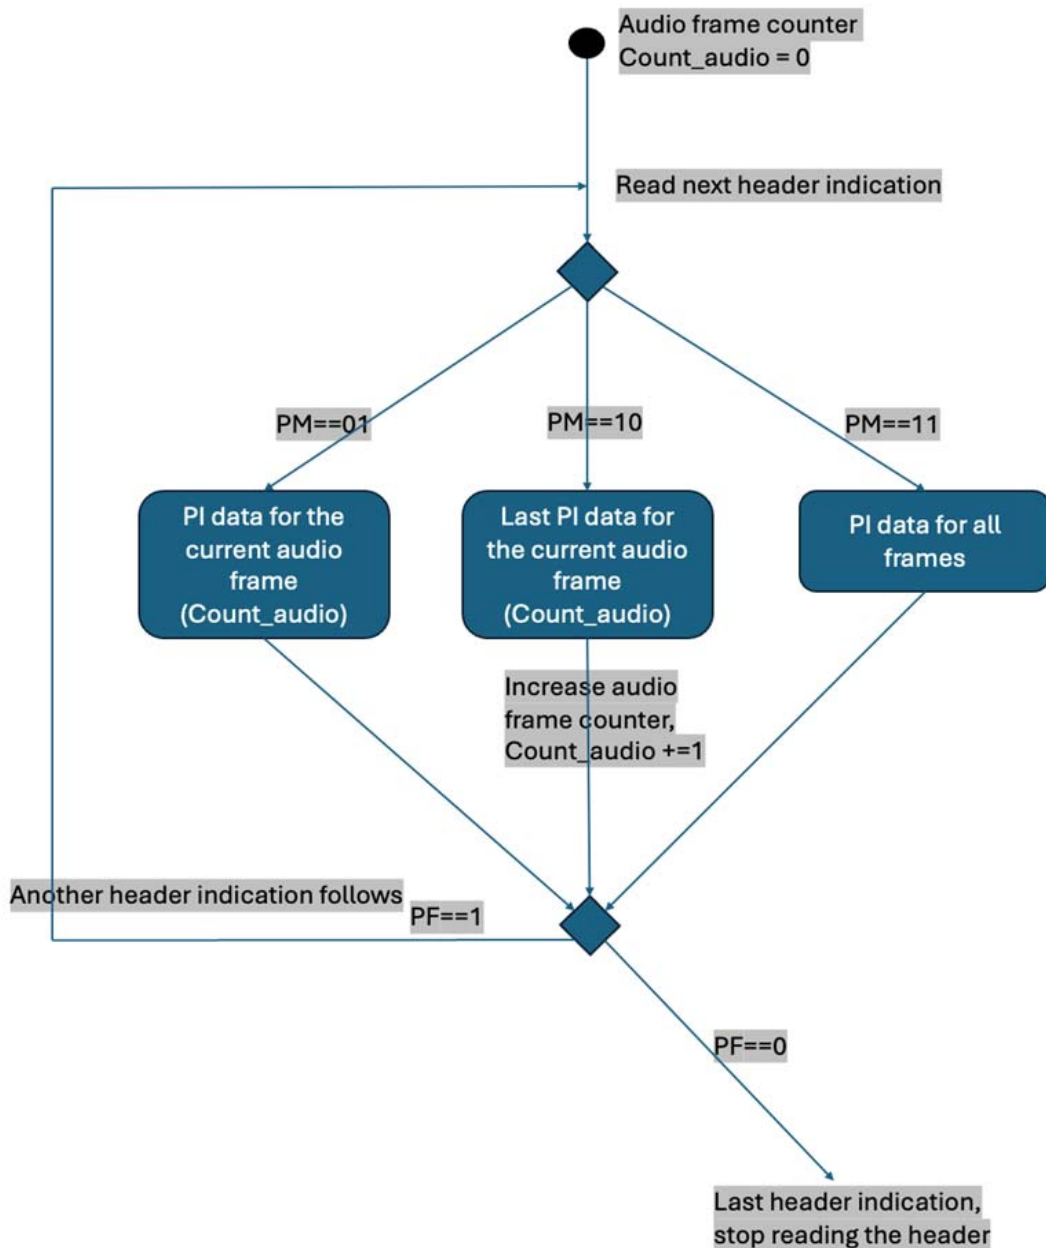 Audio frame counter
Count_audio = 0
Read next header indication
PM==01
PM==10
PM==11
PI data for the
current audio
frame
(Count_audio)
Last PI data for
the current audio
frame
(Count_audio)
PI data for all
frames
Increase audio
frame counter,
Count_audio +=1
Another header indication follows
PF==1
PF==0
Last header indication,
stop reading the header